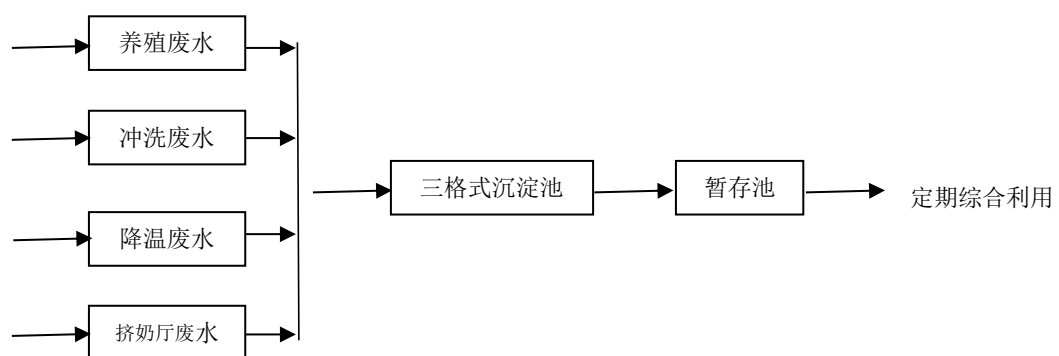 养殖废水
冲洗废水
降温废水
挤奶厅废水
三格式沉淀池
暂存池
定期综合利用